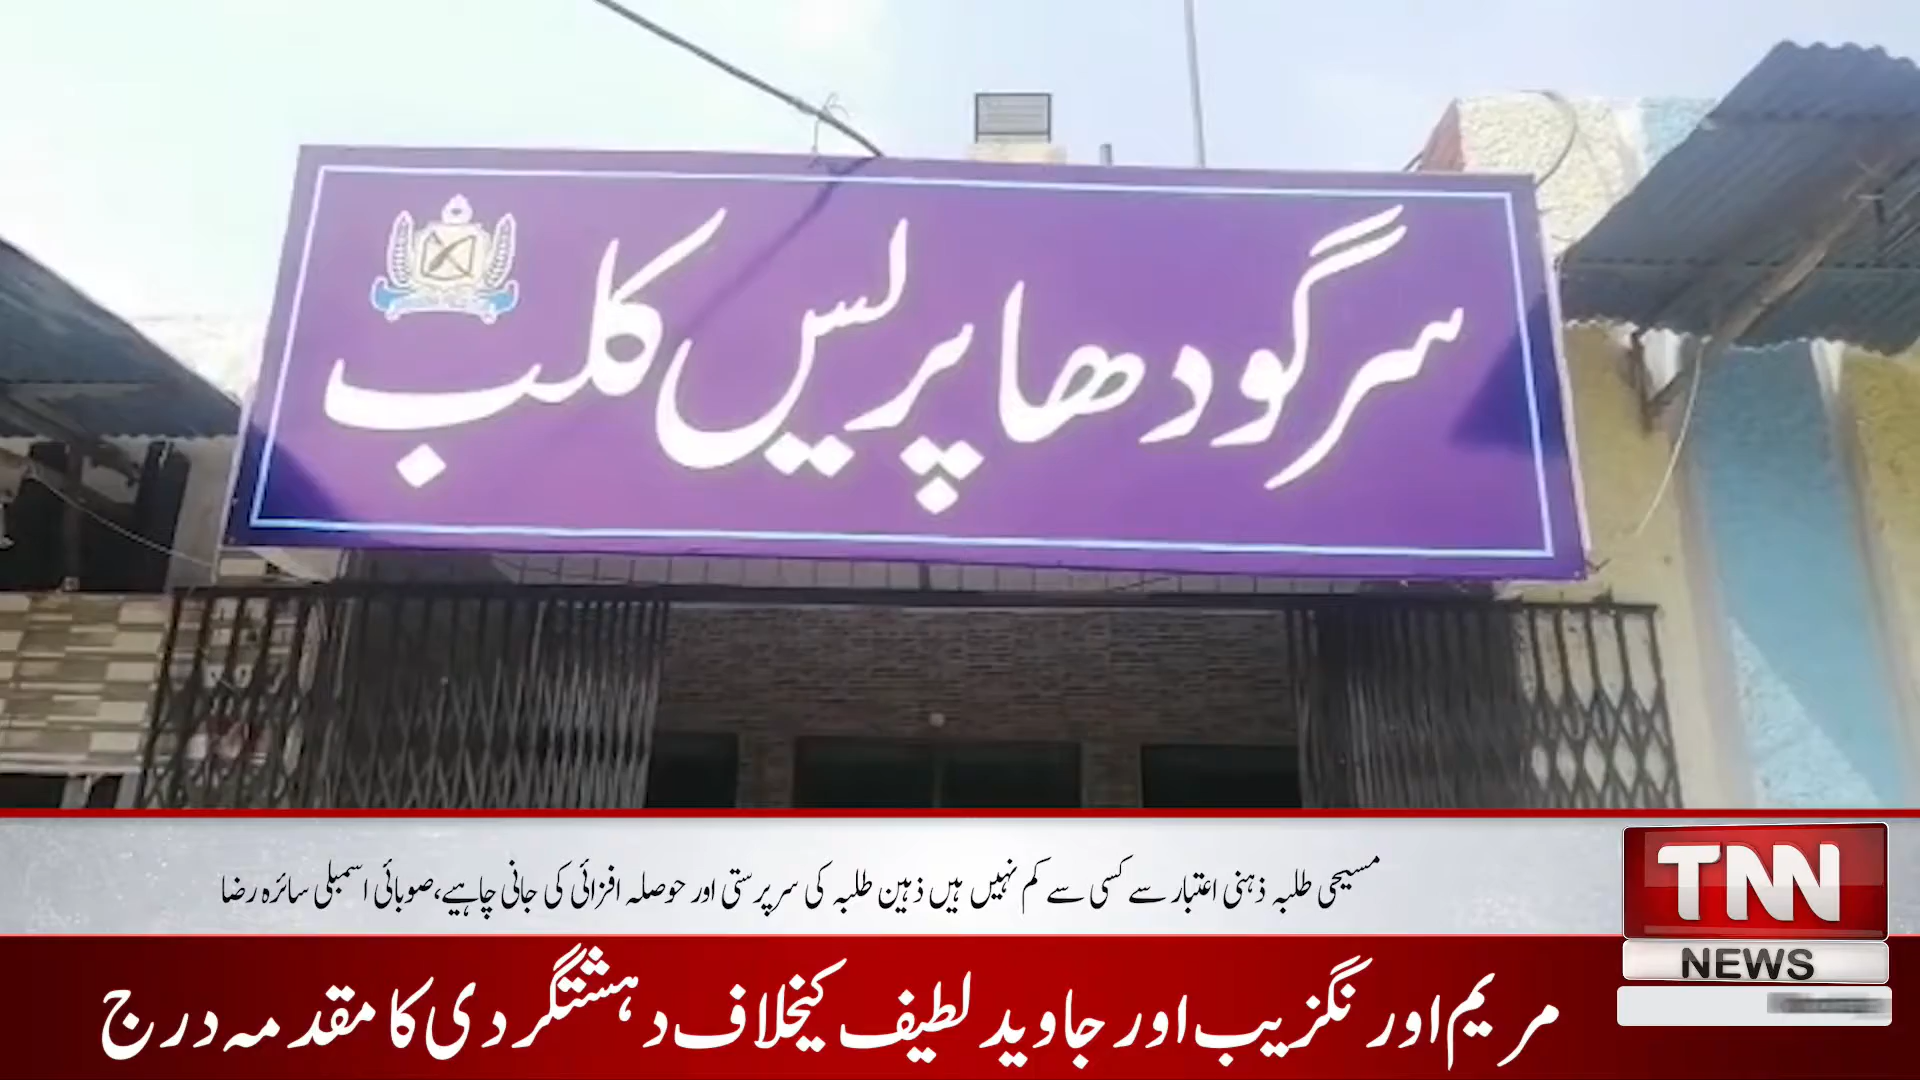 سرگودھا پریس کلب
مسیحی طلبہ ذہنی اعتبار سے کسی سے کم نہیں ہیں ذہین طلبہ کی سرپرستی اور حوصلہ افزائی کی جانی چاہیے،صوبائی اسمبلی سائرہ رضا
TNN
NEWS
مریم اورنگزیب اور جاوید لطیف کیخلاف دہشتگردی کا مقدمہ درج